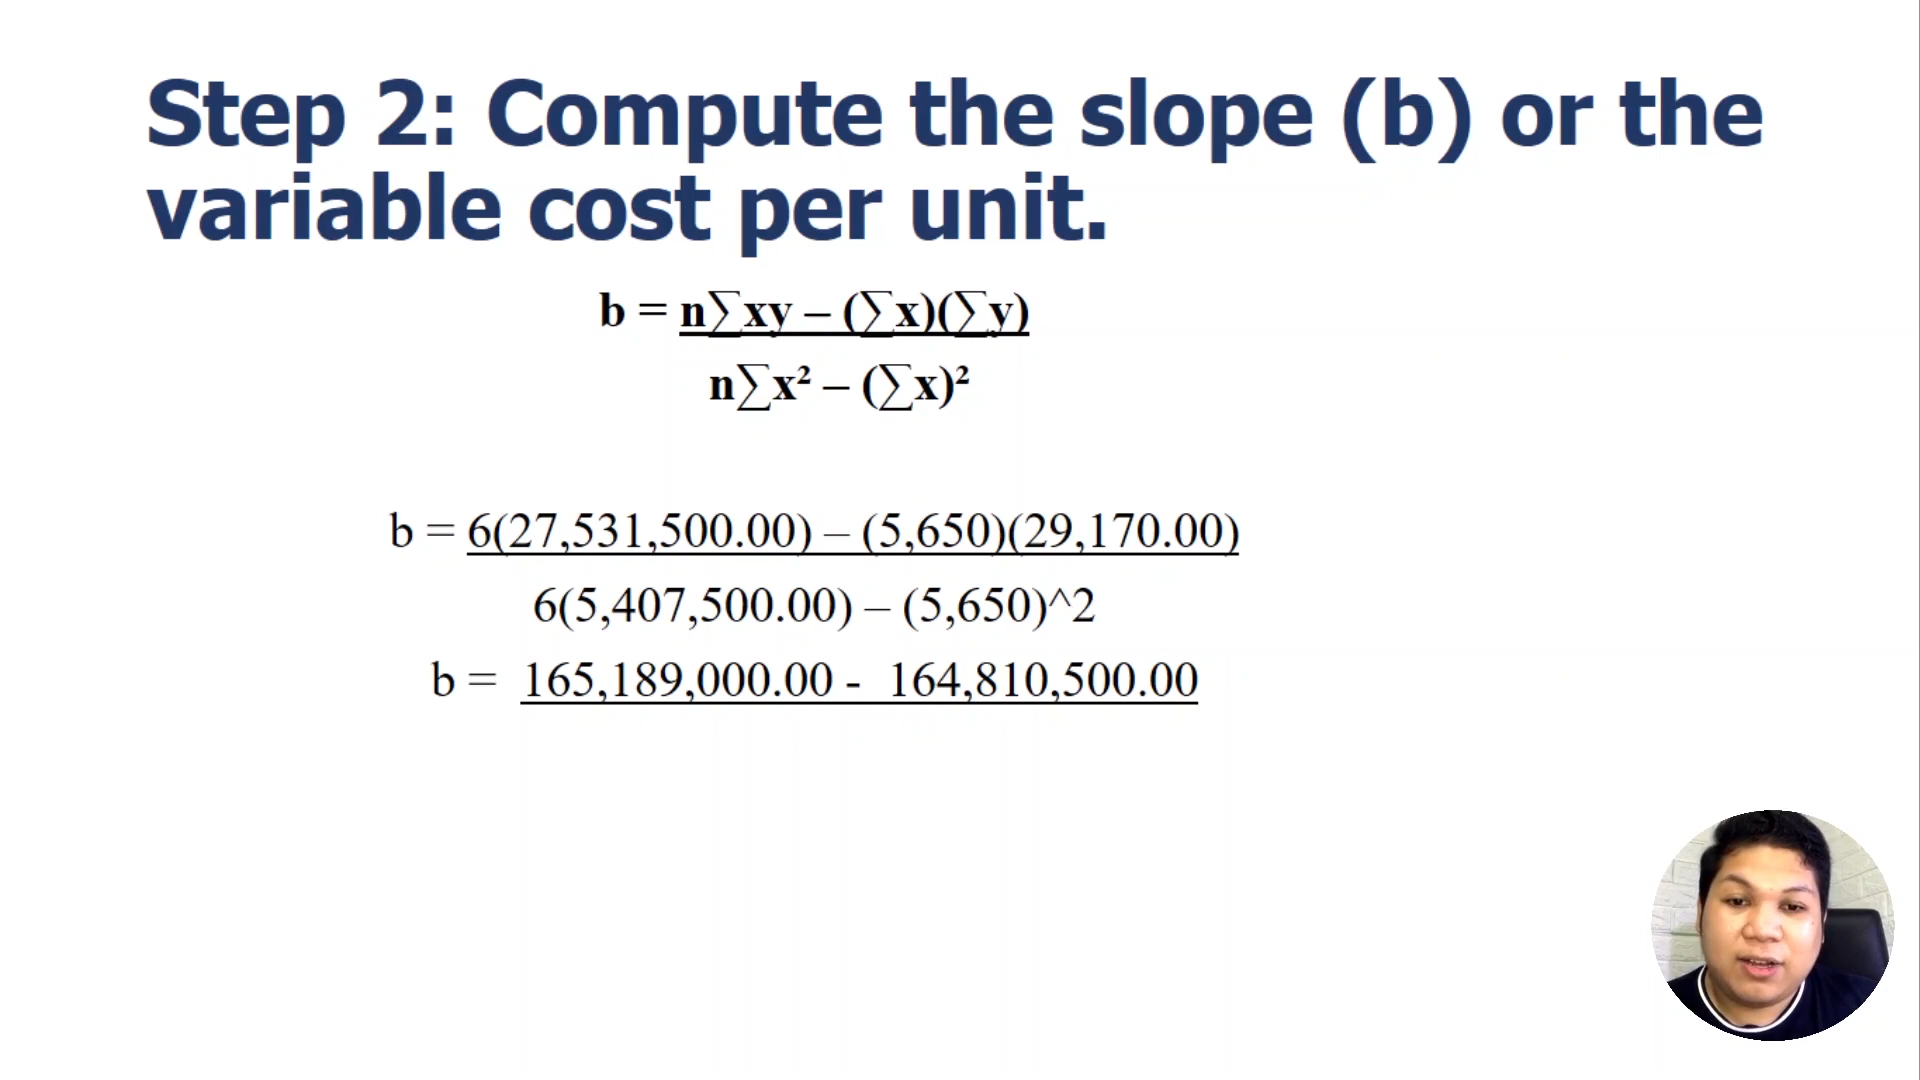 Step 2: Compute the slope (b) or the
variable cost per unit.
b = n∑xy – (∑x)(∑y)
n∑x² – (∑x)²
b = 6(27,531,500.00) – (5,650)(29,170.00)
6(5,407,500.00) – (5,650)^2
b = 165,189,000.00 - 164,810,500.00